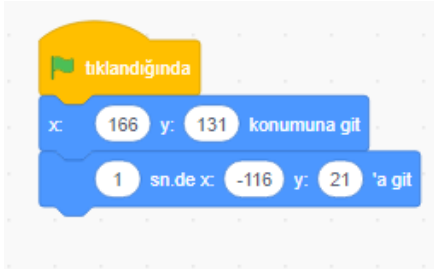 tıklandığında
x: 166 y: 131 konumuna git
1 sn.de x: -116 y: 21 'a git